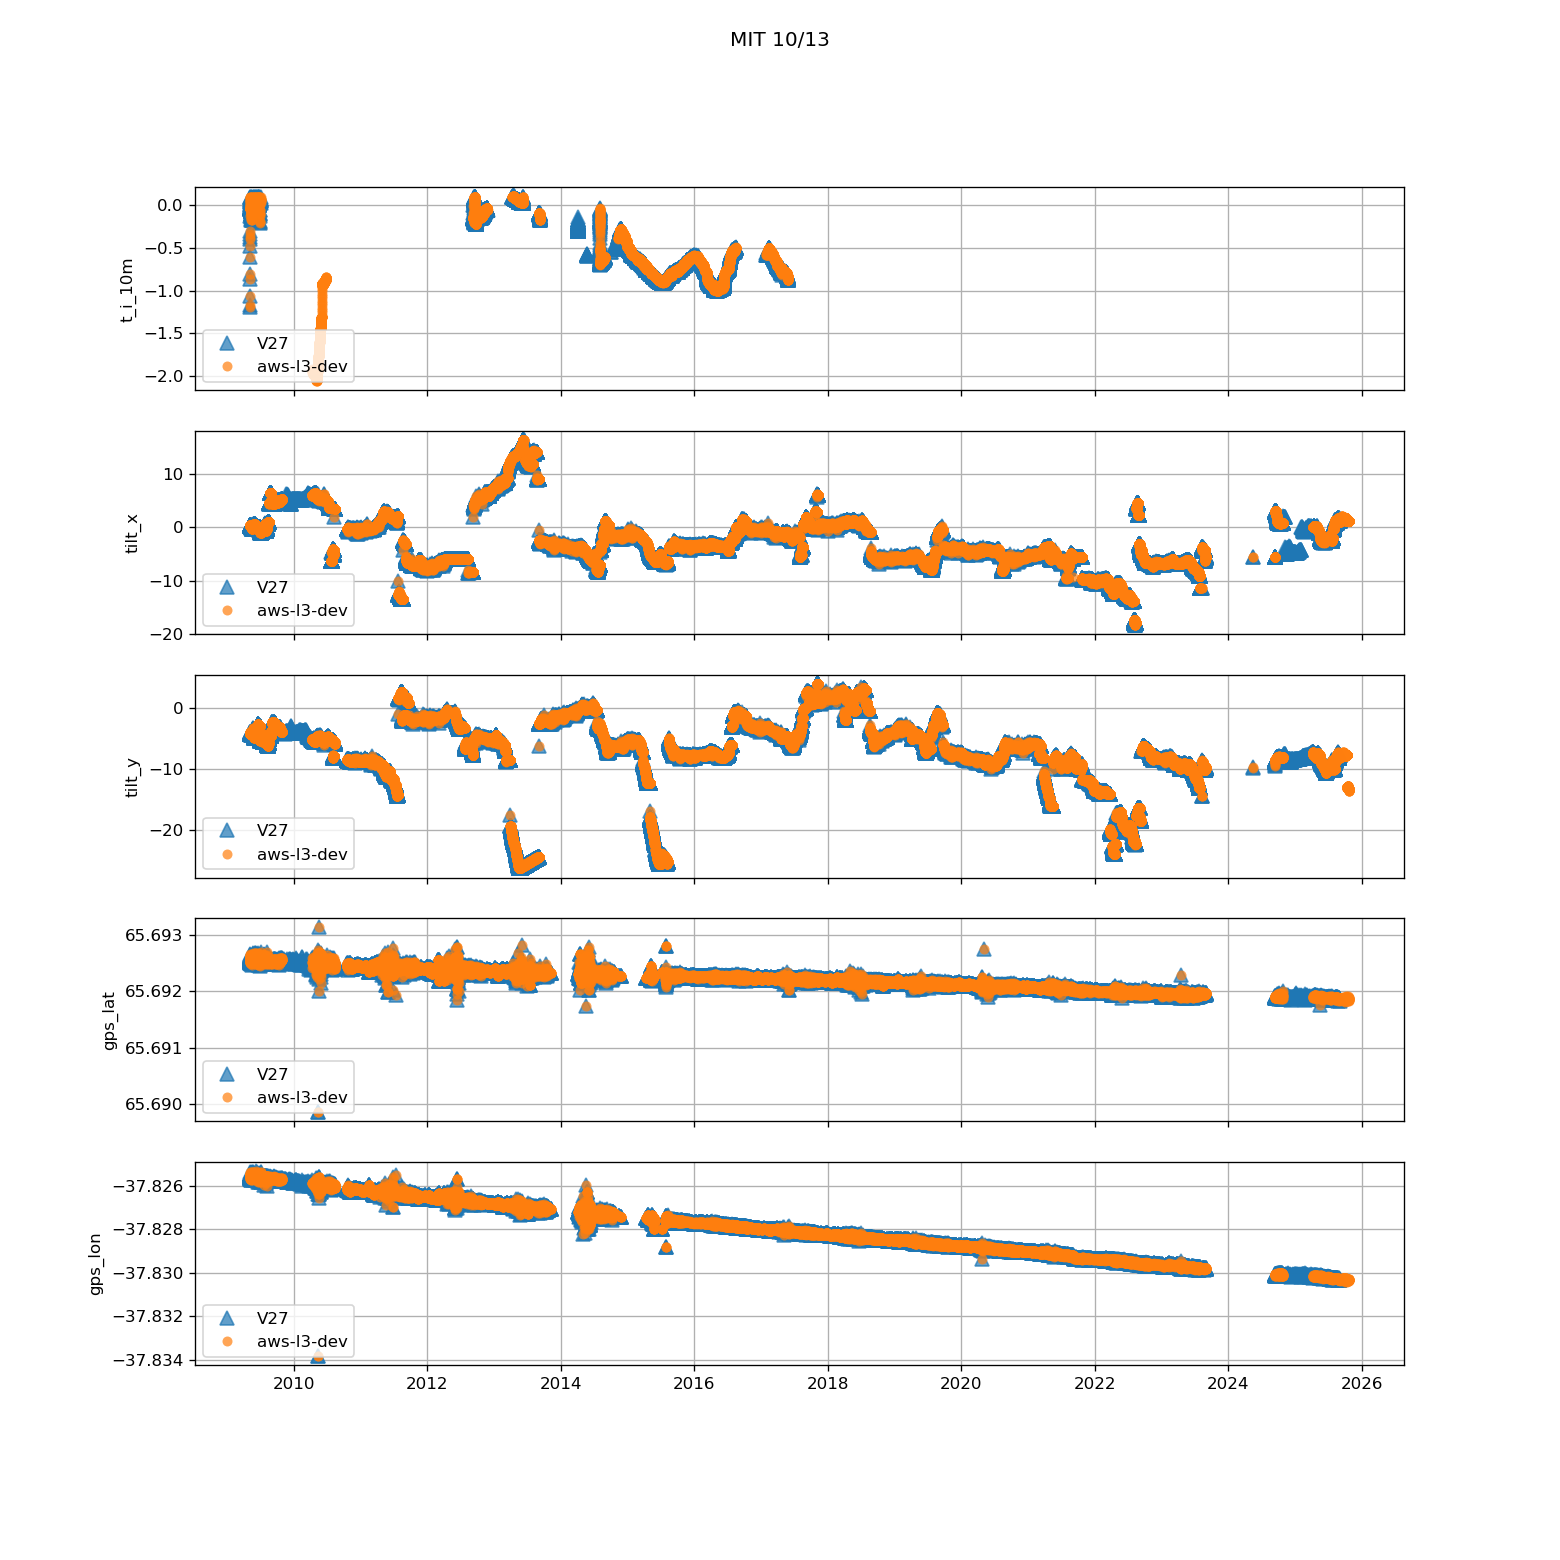 MIT 10/13
t_i_10m
0.0
−0.5
−1.0
−1.5
−2.0
V27
aws-l3-dev
tilt_x
10
0
−10
−20
V27
aws-l3-dev
tilt_y
0
−10
−20
V27
aws-l3-dev
gps_lat
65.693
65.692
65.691
65.690
V27
aws-l3-dev
gps_lon
−37.826
−37.828
−37.830
−37.832
−37.834
V27
aws-l3-dev
2010 2012 2014 2016 2018 2020 2022 2024 2026